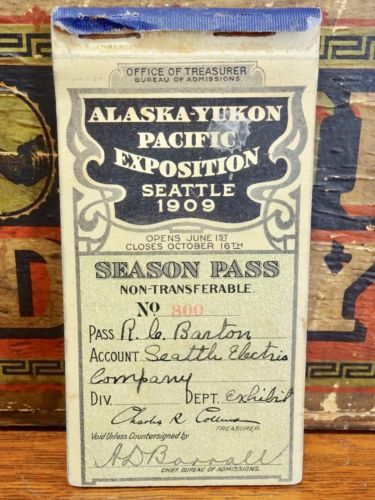 OFFICE OF TREASURER
BUREAU OF ADMISSIONS
ALASKA-YUKON
PACIFIC
EXPOSITION
SEATTLE
1909
OPENS JUNE 1ST
CLOSES OCTOBER 16TH
SEASON PASS
NON-TRANSFERABLE
No 800
PASS R. C. Barton
ACCOUNT Seattle Electric
Company
DIV. DEPT. Exhibit
Charles R. Collins
TREASURER.
Void Unless Countersigned by
A D Barrall
CHIEF, BUREAU OF ADMISSIONS.